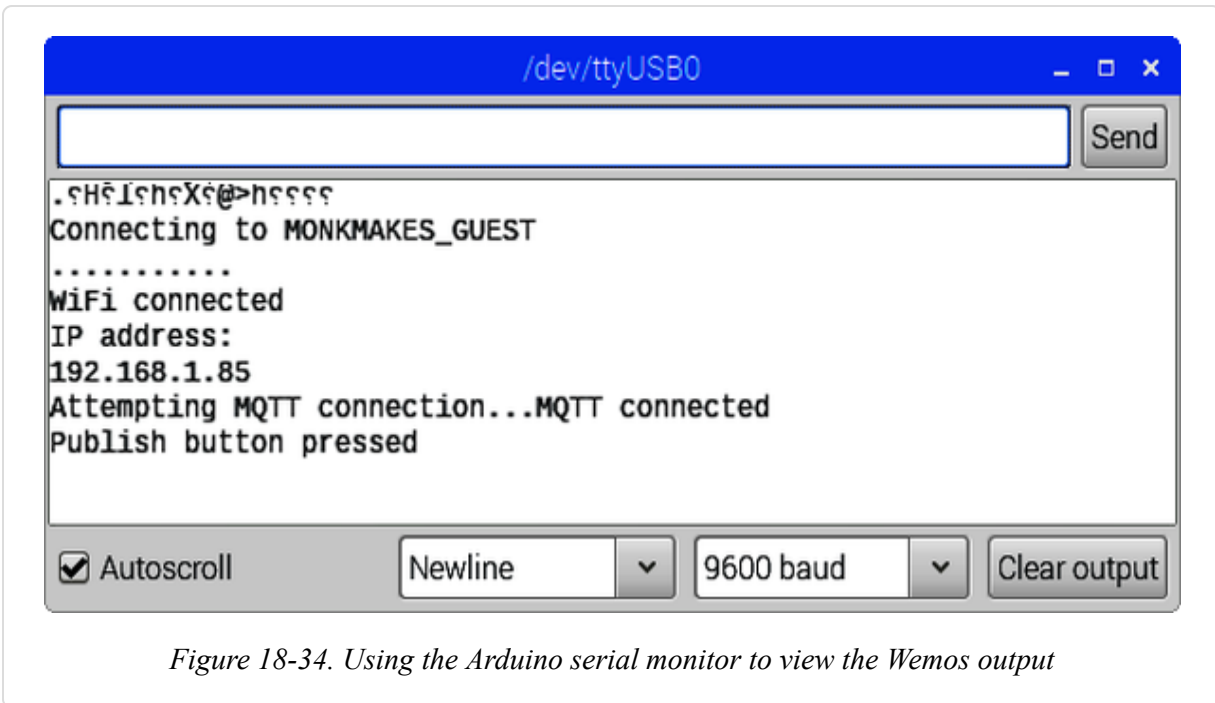 /dev/ttyUSB0
Send
Connecting to MONKMAKES_GUEST
...........
WiFi connected
IP address:
192.168.1.85
Attempting MQTT connection...MQTT connected
Publish button pressed
Autoscroll Newline 9600 baud Clear output
Figure 18-34. Using the Arduino serial monitor to view the Wemos output